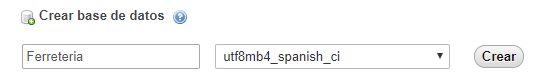 Crear base de datos
Ferreteria utf8mb4_spanish_ci Crear